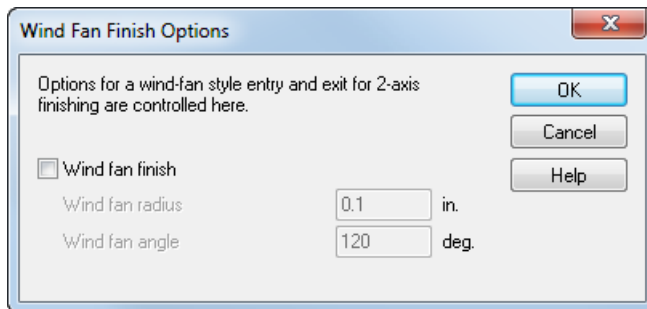 Wind Fan Finish Options
Options for a wind-fan style entry and exit for 2-axis
finishing are controlled here.
OK
Cancel
Help
Wind fan finish
Wind fan radius 0.1 in.
Wind fan angle 120 deg.